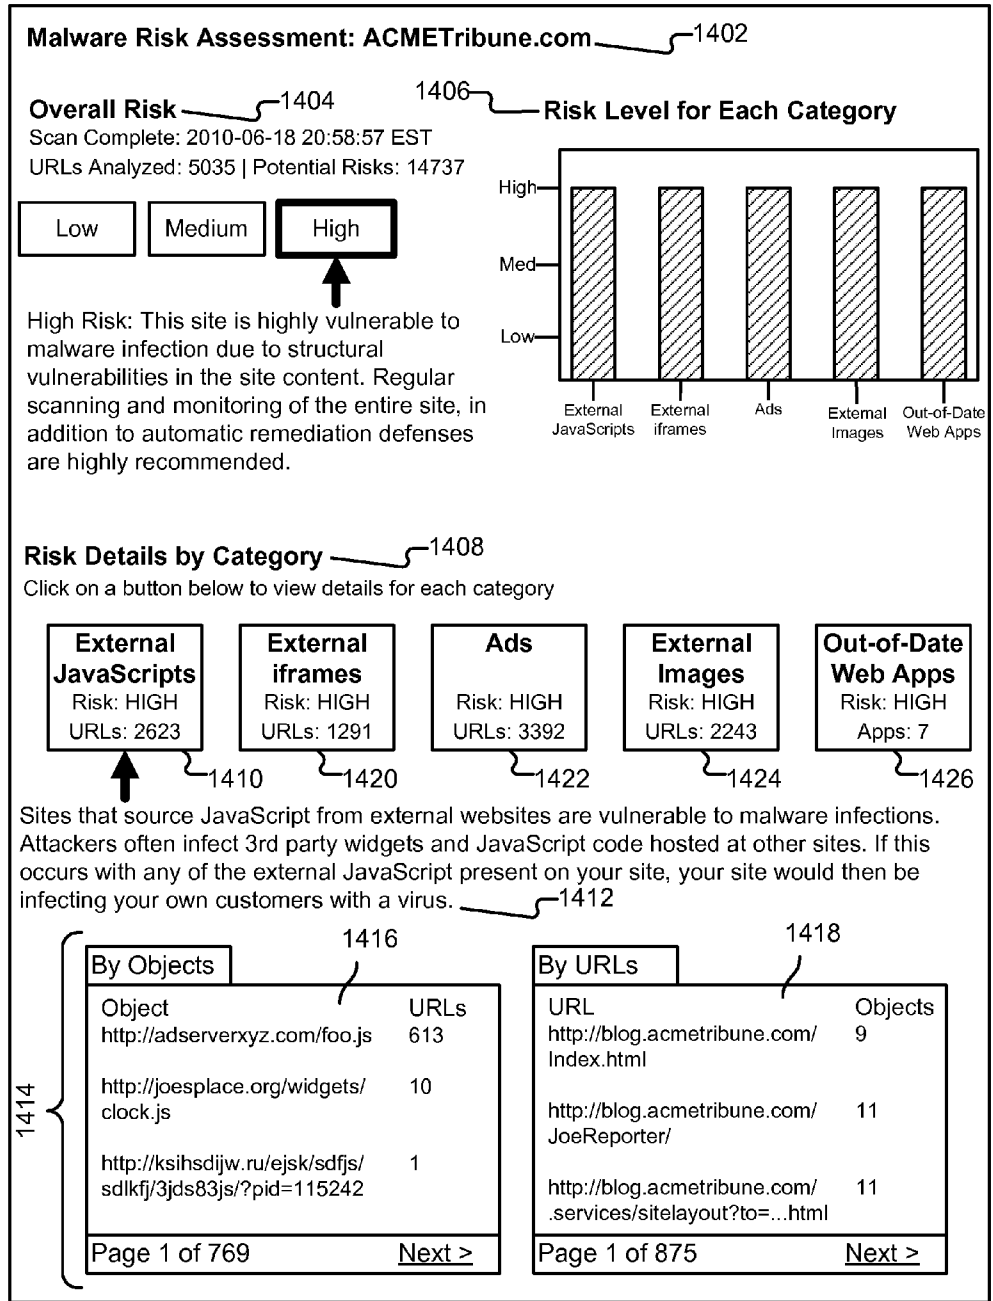 Malware Risk Assessment: ACMETribune.com
1402
Overall Risk
1404
Scan Complete: 2010-06-18 20:58:57 EST
URLs Analyzed: 5035 | Potential Risks: 14737
Low
Medium
High
High Risk: This site is highly vulnerable to
malware infection due to structural
vulnerabilities in the site content. Regular
scanning and monitoring of the entire site, in
addition to automatic remediation defenses
are highly recommended.
1406
Risk Level for Each Category
High
Med
Low
External
JavaScripts
External
iframes
Ads
External
Images
Out-of-Date
Web Apps
Risk Details by Category
1408
Click on a button below to view details for each category
External
JavaScripts
Risk: HIGH
URLs: 2623
1410
External
iframes
Risk: HIGH
URLs: 1291
1420
Ads
Risk: HIGH
URLs: 3392
1422
External
Images
Risk: HIGH
URLs: 2243
1424
Out-of-Date
Web Apps
Risk: HIGH
Apps: 7
1426
Sites that source JavaScript from external websites are vulnerable to malware infections.
Attackers often infect 3rd party widgets and JavaScript code hosted at other sites. If this
occurs with any of the external JavaScript present on your site, your site would then be
infecting your own customers with a virus.
1412
1414
1416
By Objects
Object URLs
http://adserverxyz.com/foo.js 613
http://joesplace.org/widgets/ 10
clock.js
http://ksihsdijw.ru/ejsk/sdfjs/ 1
sdlkfj/3jds83js/?pid=115242
Page 1 of 769 Next >
1418
By URLs
URL Objects
http://blog.acmetribune.com/ 9
Index.html
http://blog.acmetribune.com/ 11
JoeReporter/
http://blog.acmetribune.com/ 11
.services/sitelayout?to=...html
Page 1 of 875 Next >